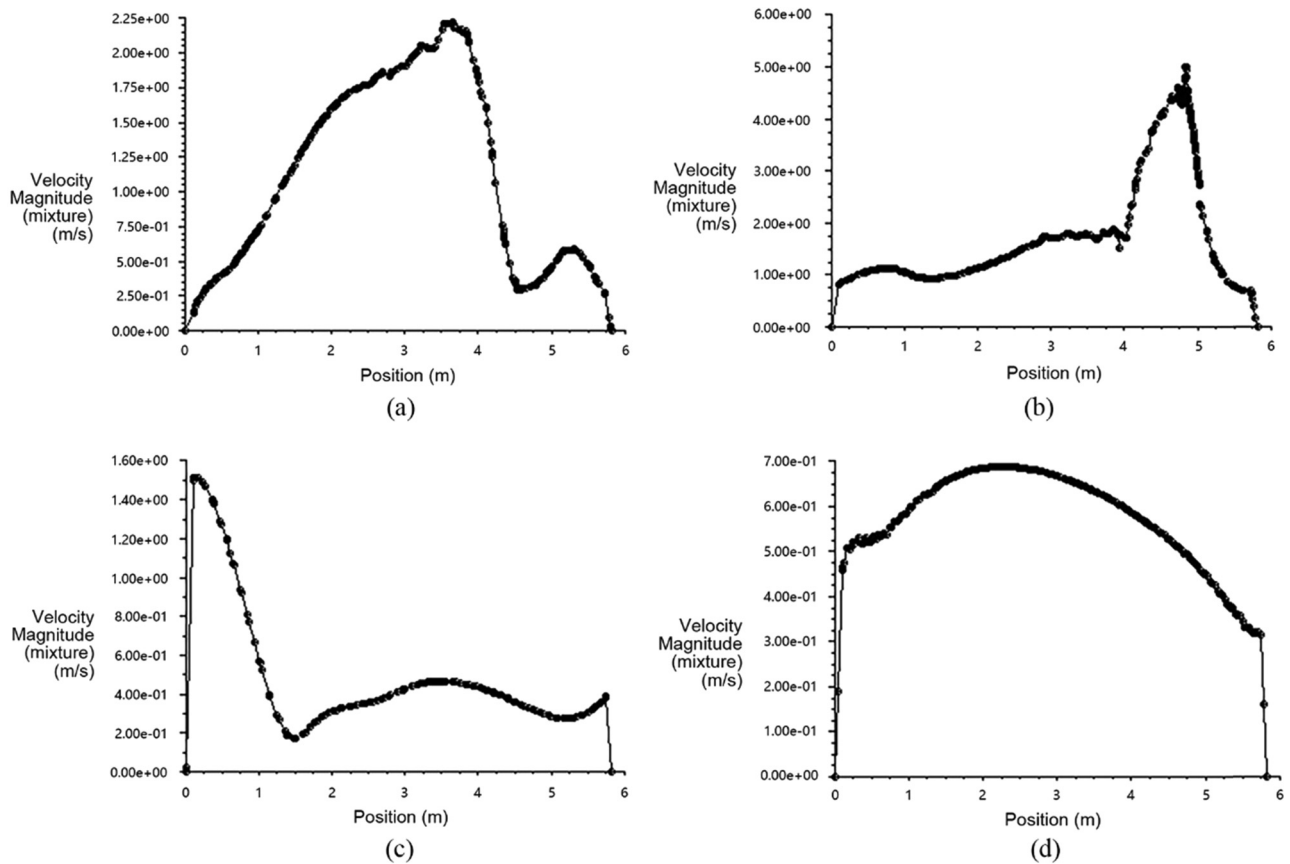 2.25e+00
2.00e+00
1.75e+00
1.50e+00
1.25e+00
1.00e+00
7.50e-01
5.00e-01
2.50e-01
0.00e+00
Velocity
Magnitude
(mixture)
(m/s)
0 1 2 3 4 5 6
Position (m)
(a)
6.00e+00
5.00e+00
4.00e+00
3.00e+00
2.00e+00
1.00e+00
0.00e+00
Velocity
Magnitude
(mixture)
(m/s)
0 1 2 3 4 5 6
Position (m)
(b)
1.60e+00
1.40e+00
1.20e+00
1.00e+00
8.00e-01
6.00e-01
4.00e-01
2.00e-01
0.00e+00
Velocity
Magnitude
(mixture)
(m/s)
0 1 2 3 4 5 6
Position (m)
(c)
7.00e-01
6.00e-01
5.00e-01
4.00e-01
3.00e-01
2.00e-01
1.00e-01
0.00e+00
Velocity
Magnitude
(mixture)
(m/s)
0 1 2 3 4 5 6
Position (m)
(d)